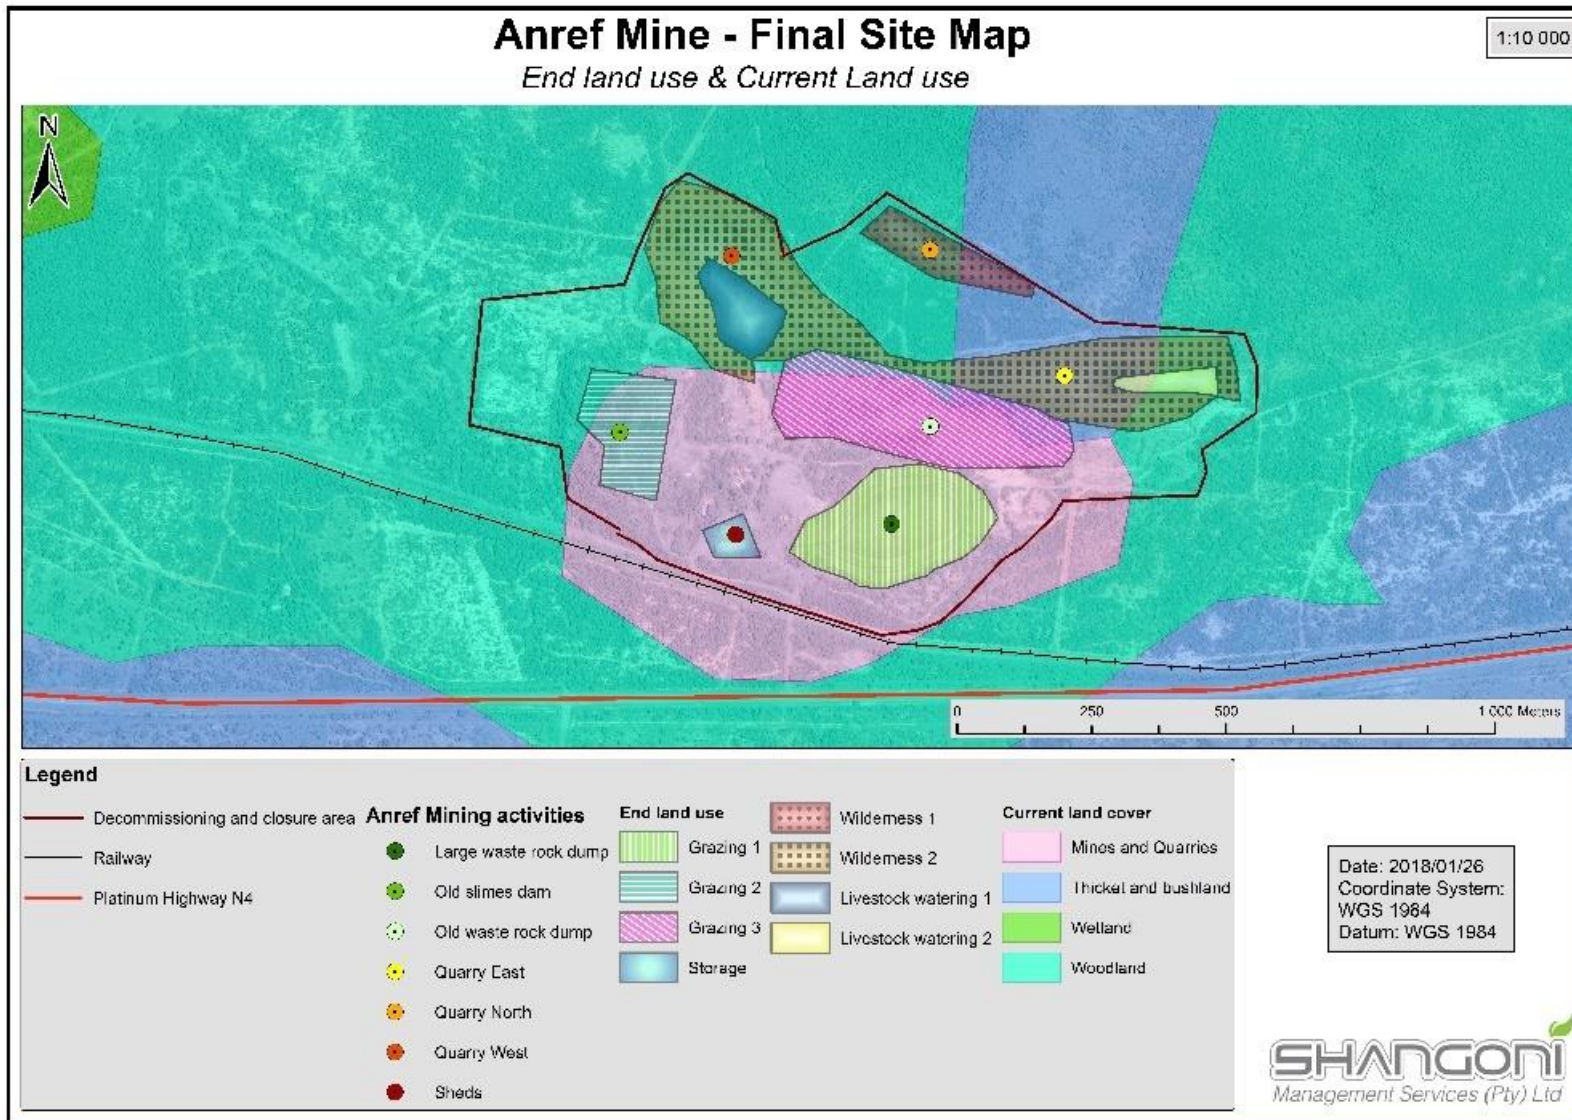 Anref Mine - Final Site Map
End land use & Current Land use
1:10 000
N
0 250 500 1 000 Meters
Legend
Decommissioning and closure area
Railway
Platinum Highway N4
Anref Mining activities
Large waste rock dump
Old slimes dam
Old waste rock dump
Quarry East
Quarry North
Quarry West
Sheds
End land use
Grazing 1
Grazing 2
Grazing 3
Storage
Wilderness 1
Wilderness 2
Livestock watering 1
Livestock watering 2
Current land cover
Mines and Quarries
Thicket and bushland
Wetland
Woodland
Date: 2018/01/26
Coordinate System:
WGS 1984
Datum: WGS 1984
SHANGONI
Management Services (Pty) Ltd